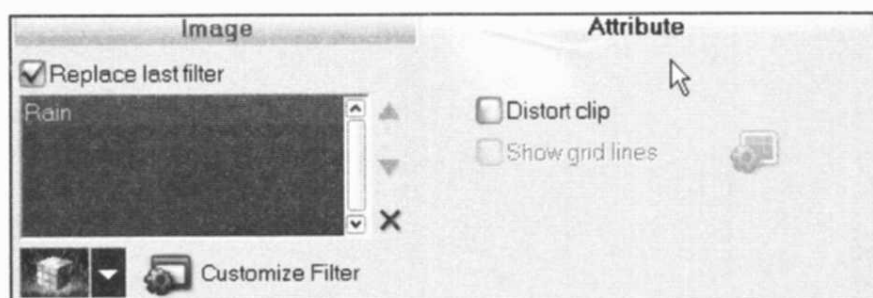 Image
Attribute
Replace last filter
Rain
Distort clip
Show grid lines
Customize Filter